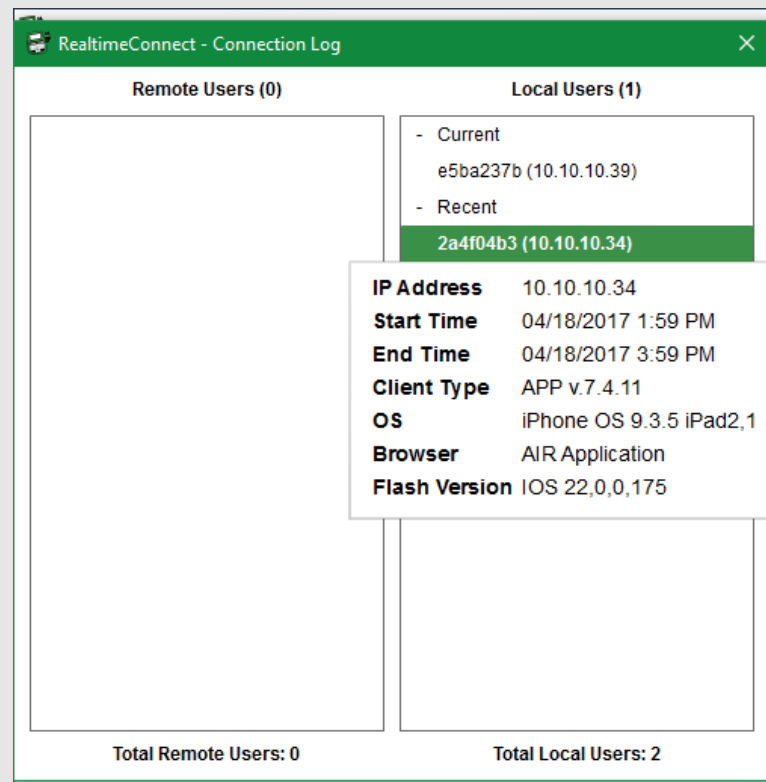 RealtimeConnect - Connection Log
Remote Users (0)
Local Users (1)
- Current
e5ba237b (10.10.10.39)
- Recent
2a4f04b3 (10.10.10.34)
IP Address 10.10.10.34
Start Time 04/18/2017 1:59 PM
End Time 04/18/2017 3:59 PM
Client Type APP v.7.4.11
OS iPhone OS 9.3.5 iPad2,1
Browser AIR Application
Flash Version IOS 22,0,0,175
Total Remote Users: 0
Total Local Users: 2